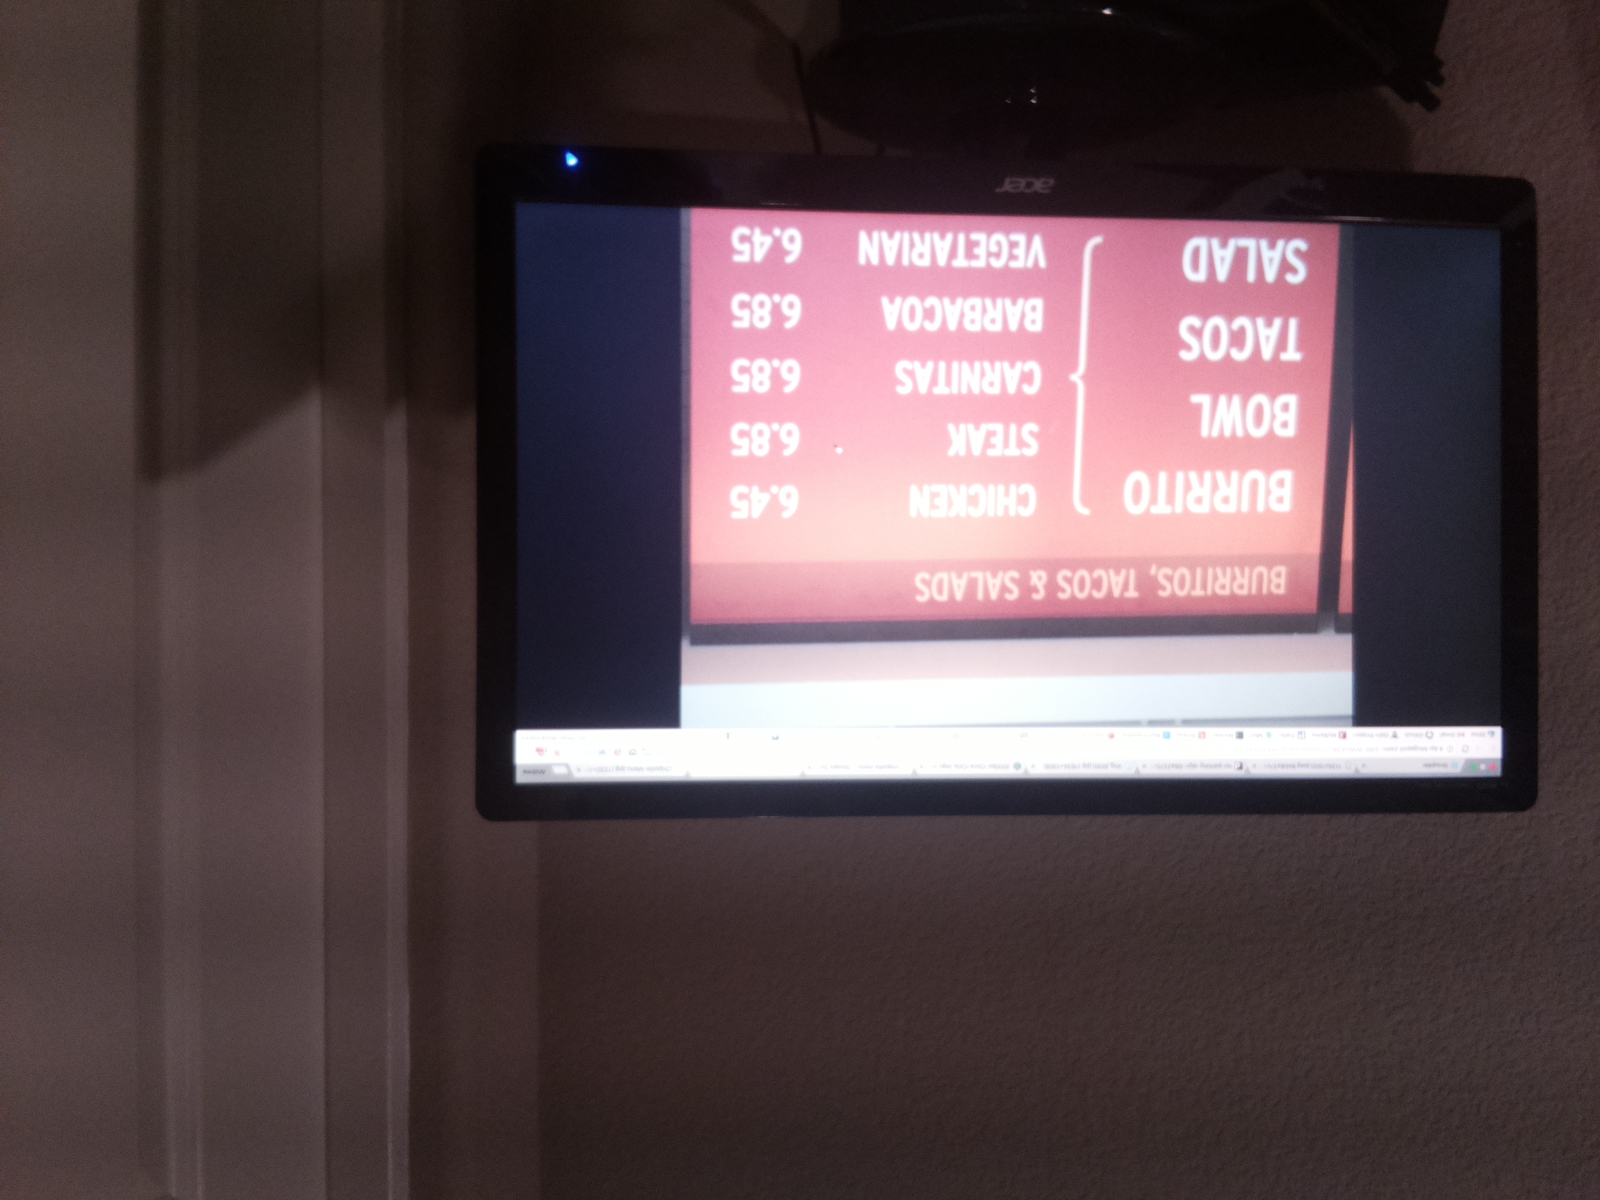 BURRITOS, TACOS & SALADS
BURRITO
BOWL
TACOS
SALAD
CHICKEN 6.45
STEAK 6.85
CARNITAS 6.85
BARBACOA 6.85
VEGETARIAN 6.45
acer